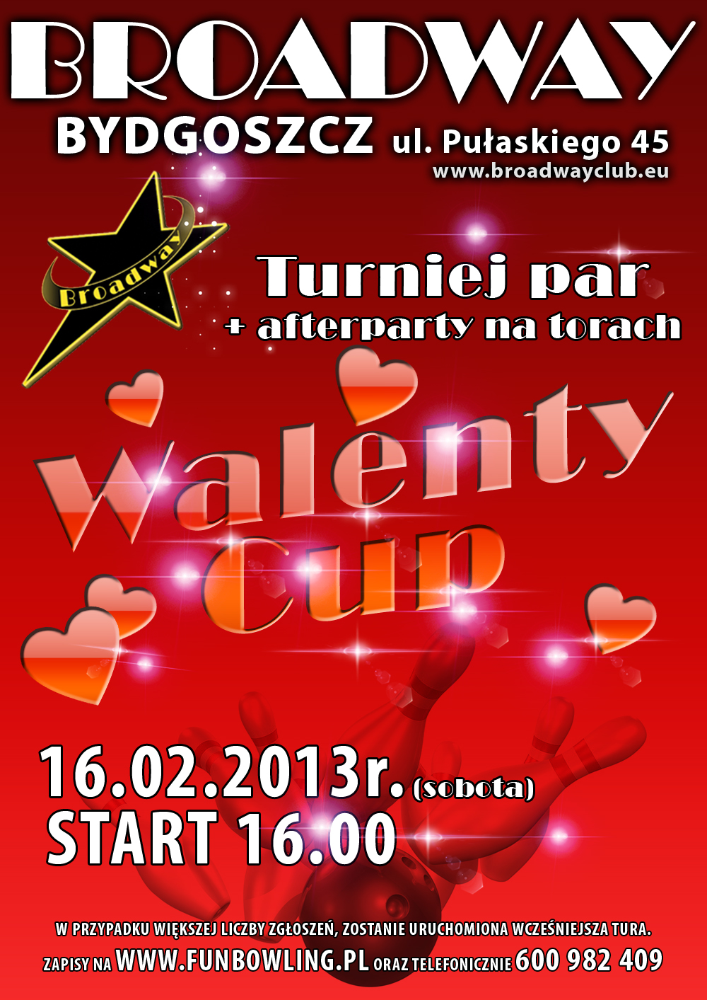 BROADWAY
BYDGOSZCZ ul. Pułaskiego 45
www.broadwayclub.eu
Broadway
Turniej par
+ afterparty na torach
Walenty
Cup
16.02.2013r. (sobota)
START 16.00
W PRZYPADKU WIĘKSZEJ LICZBY ZGŁOSZEŃ, ZOSTANIE URUCHOMIONA WCZEŚNIEJSZA TURA.
ZAPISY NA WWW.FUNBOWLING.PL ORAZ TELEFONICZNIE 600 982 409